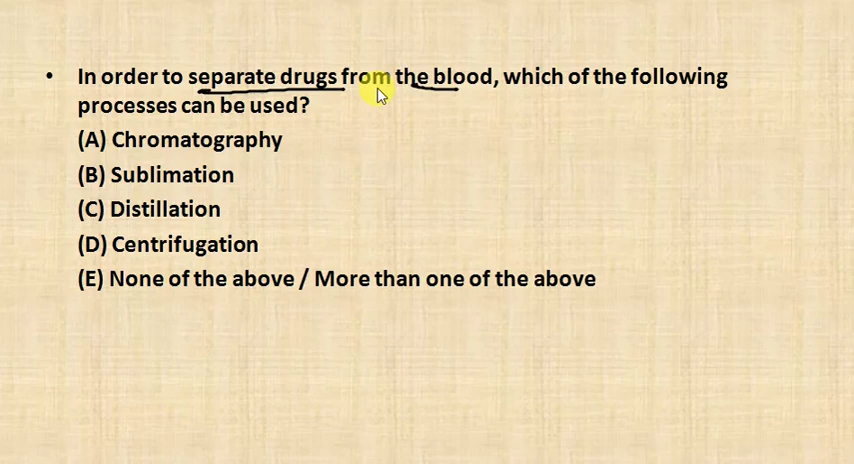 • In order to separate drugs from the blood, which of the following
processes can be used?
(A) Chromatography
(B) Sublimation
(C) Distillation
(D) Centrifugation
(E) None of the above / More than one of the above